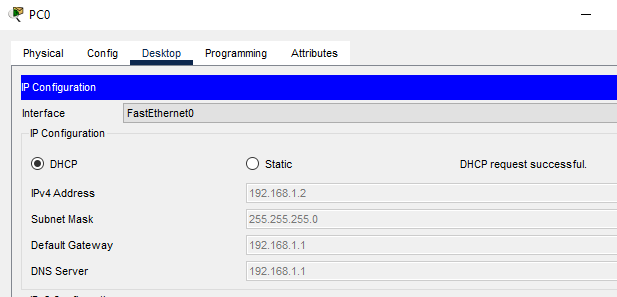 PC0
Physical Config Desktop Programming Attributes
IP Configuration
Interface FastEthernet0
IP Configuration
DHCP Static DHCP request successful.
IPv4 Address 192.168.1.2
Subnet Mask 255.255.255.0
Default Gateway 192.168.1.1
DNS Server 192.168.1.1